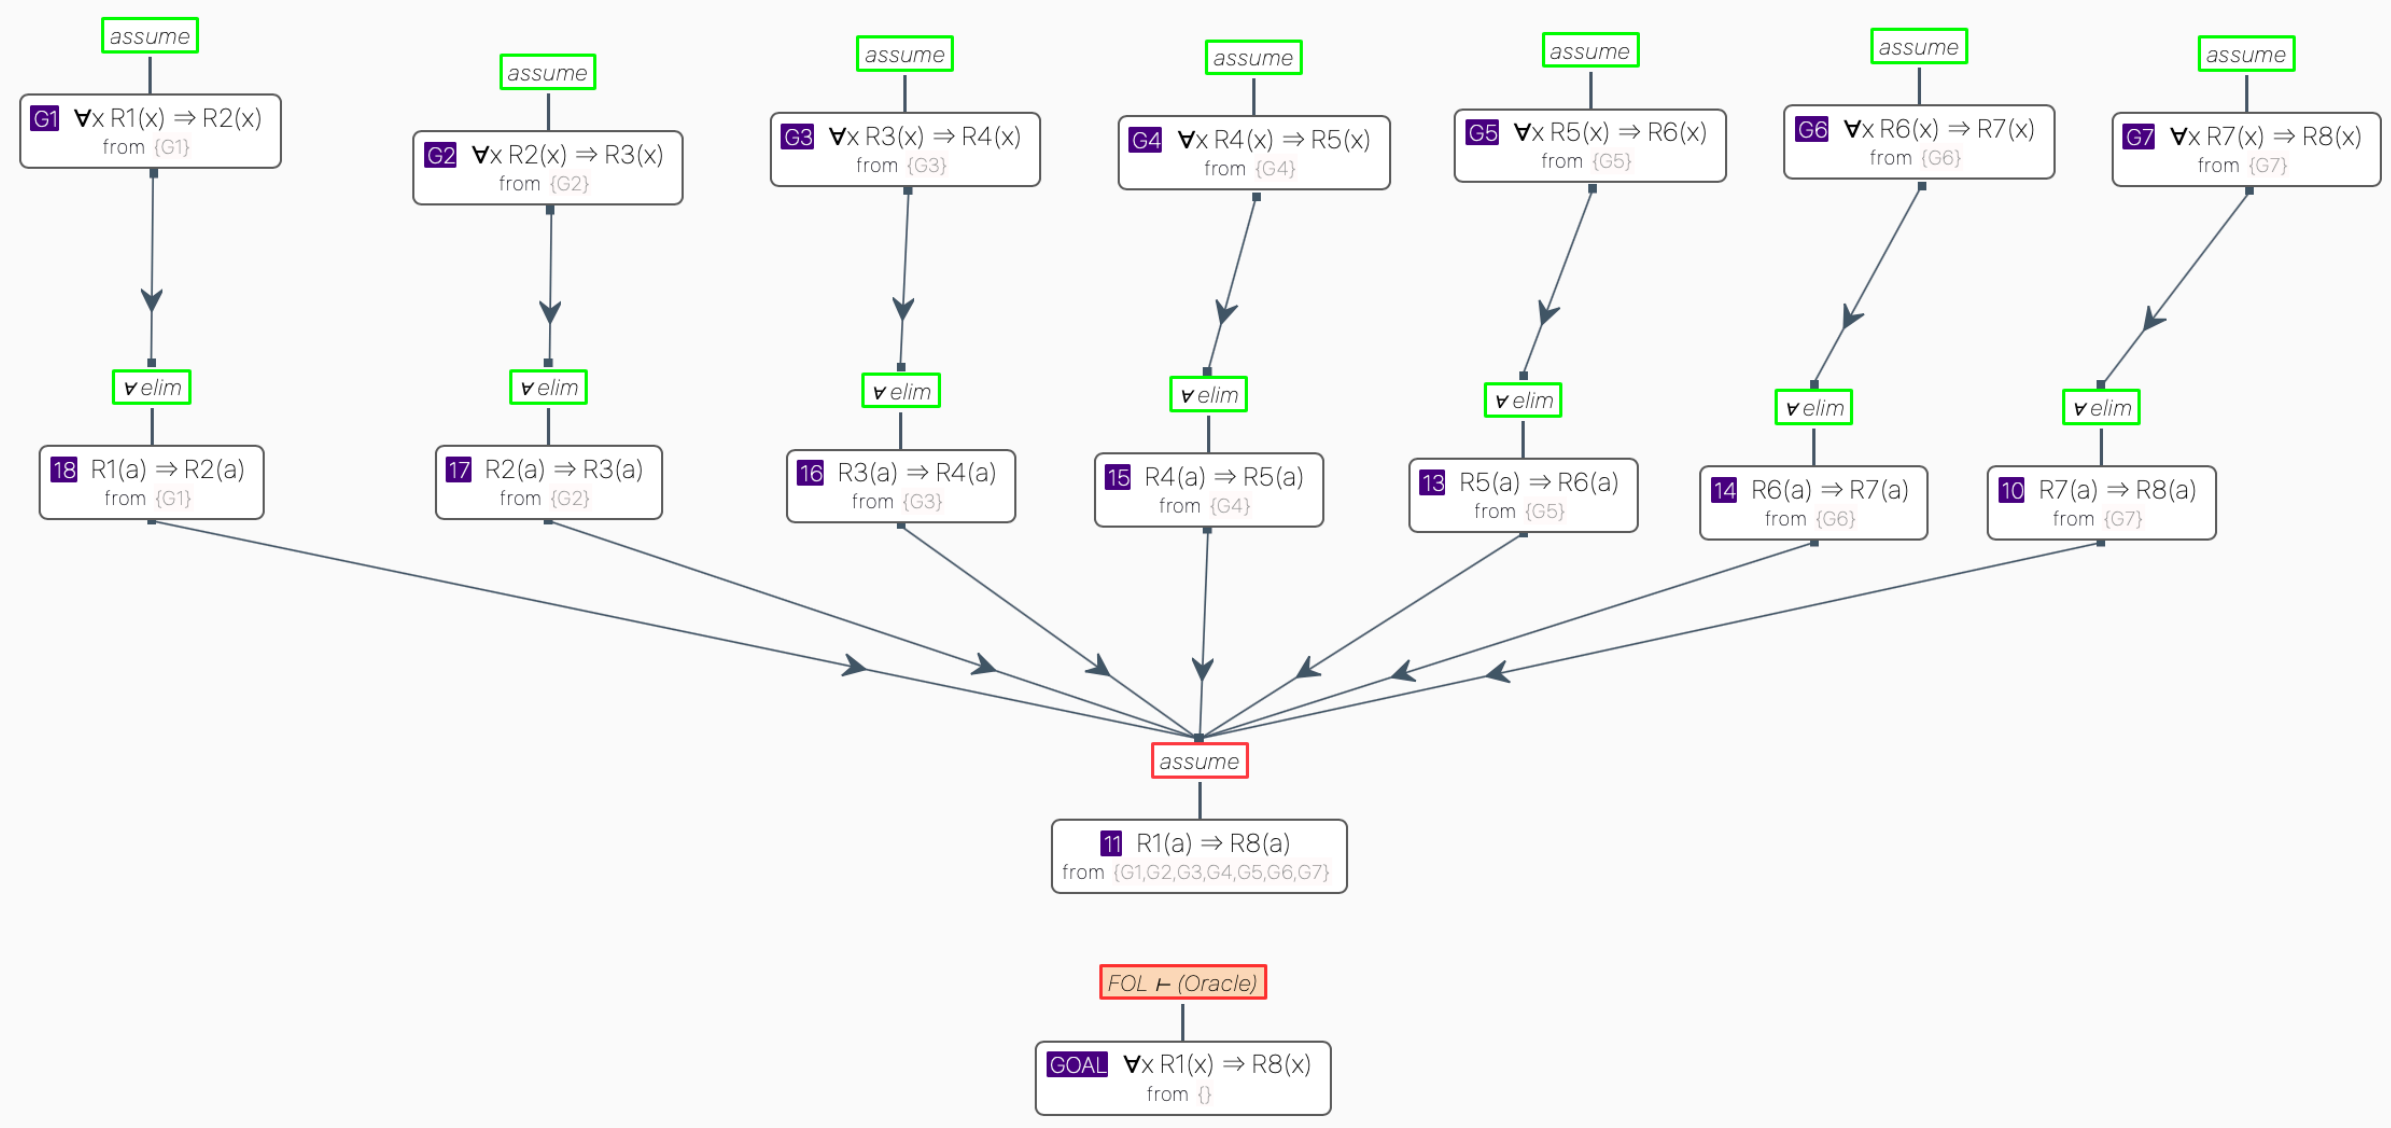 assume
assume
assume
assume
assume
assume
assume
G1 ∀x R1(x) ⇒ R2(x)
from {G1}
G2 ∀x R2(x) ⇒ R3(x)
from {G2}
G3 ∀x R3(x) ⇒ R4(x)
from {G3}
G4 ∀x R4(x) ⇒ R5(x)
from {G4}
G5 ∀x R5(x) ⇒ R6(x)
from {G5}
G6 ∀x R6(x) ⇒ R7(x)
from {G6}
G7 ∀x R7(x) ⇒ R8(x)
from {G7}
∀ elim
∀ elim
∀ elim
∀ elim
∀ elim
∀ elim
∀ elim
18 R1(a) ⇒ R2(a)
from {G1}
17 R2(a) ⇒ R3(a)
from {G2}
16 R3(a) ⇒ R4(a)
from {G3}
15 R4(a) ⇒ R5(a)
from {G4}
13 R5(a) ⇒ R6(a)
from {G5}
14 R6(a) ⇒ R7(a)
from {G6}
10 R7(a) ⇒ R8(a)
from {G7}
assume
11 R1(a) ⇒ R8(a)
from {G1,G2,G3,G4,G5,G6,G7}
FOL ⊢ (Oracle)
GOAL ∀x R1(x) ⇒ R8(x)
from {}